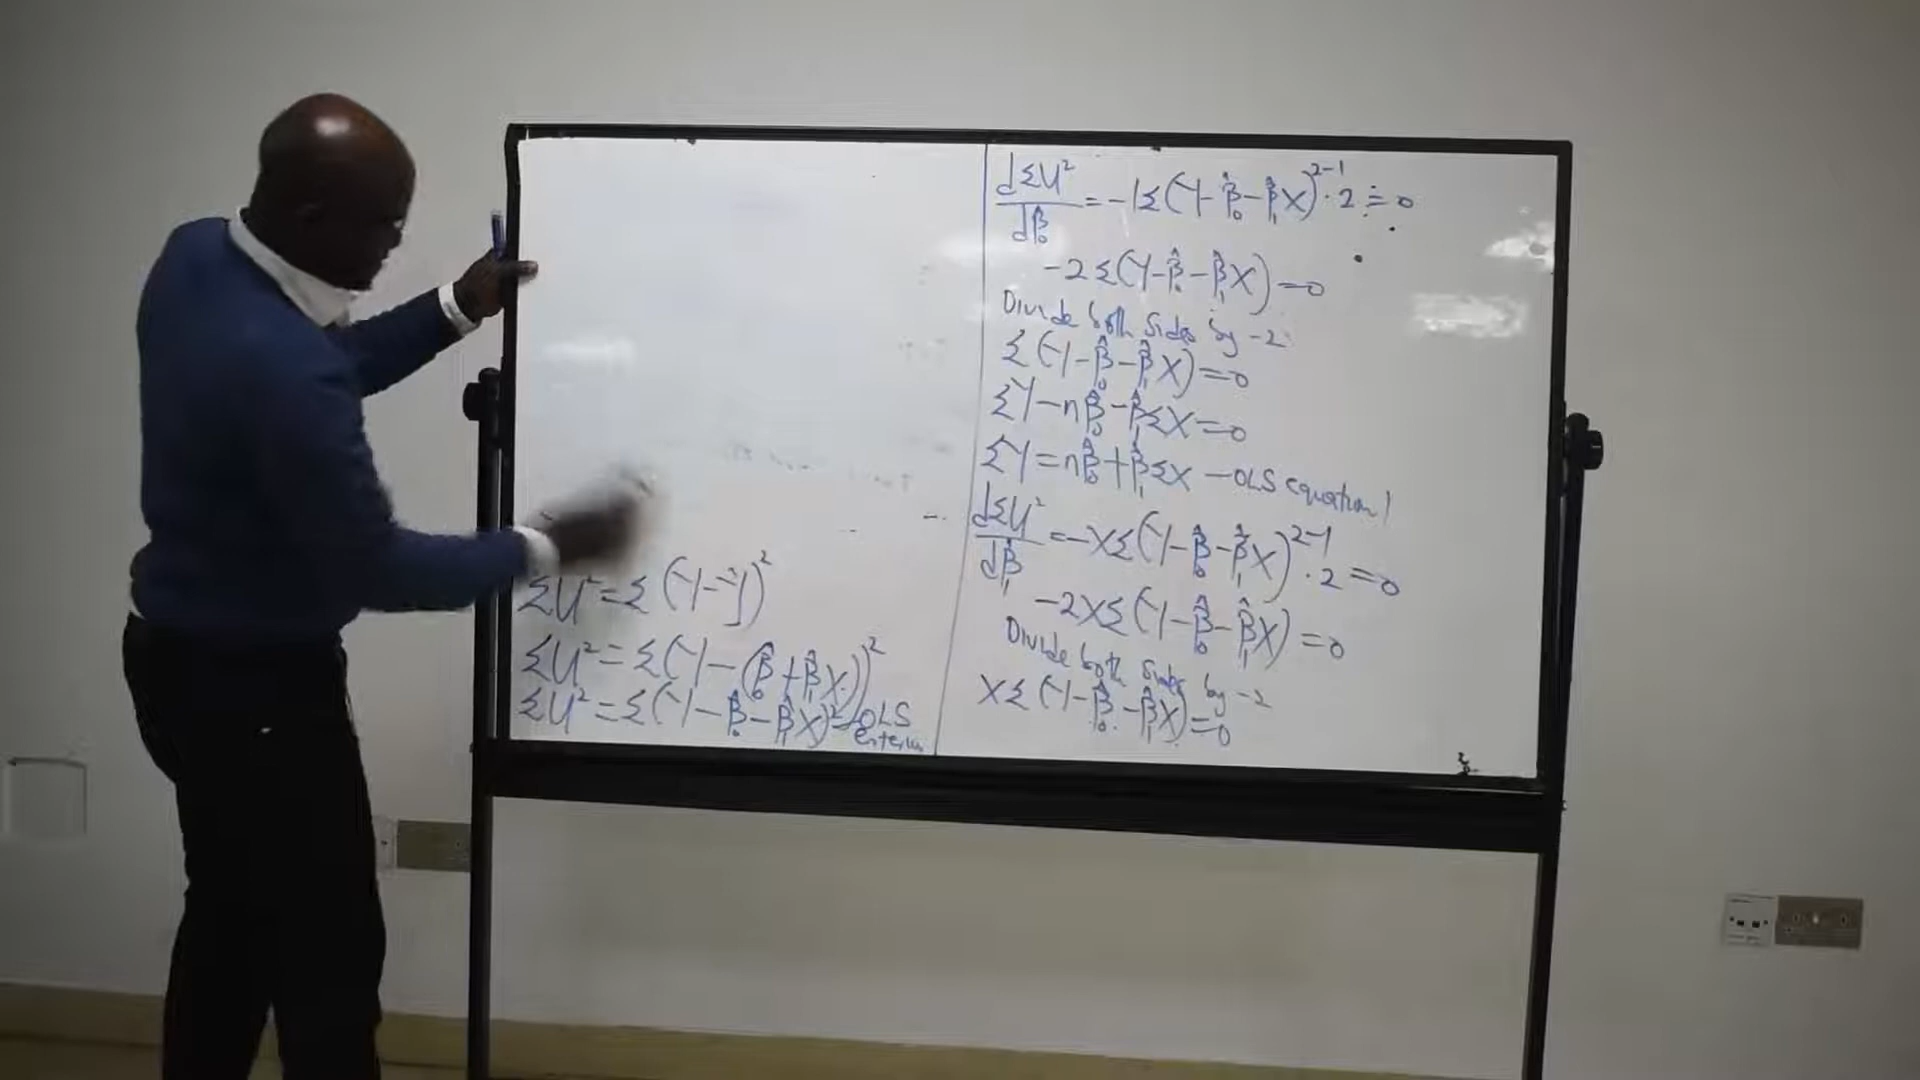 ΣU² = Σ(Y-Ŷ)²
ΣU² = Σ(Y-(β̂₀+β̂₁X))²
ΣU² = Σ(Y-β̂₀-β̂₁X)² - OLS
dΣU²/dβ̂₀ = -1Σ(Y-β̂₀-β̂₁X)²⁻¹·2 = 0
-2Σ(Y-β̂₀-β̂₁X) = 0
Divide both sides by -2
Σ(Y-β̂₀-β̂₁X) = 0
ΣY-nβ̂₀-β̂₁ΣX = 0
ΣY = nβ̂₀+β̂₁ΣX - OLS equation 1
dΣU²/dβ̂₁ = -XΣ(Y-β̂₀-β̂₁X)²⁻¹·2 = 0
-2XΣ(Y-β̂₀-β̂₁X) = 0
Divide both sides by -2
XΣ(Y-β̂₀-β̂₁X) = 0